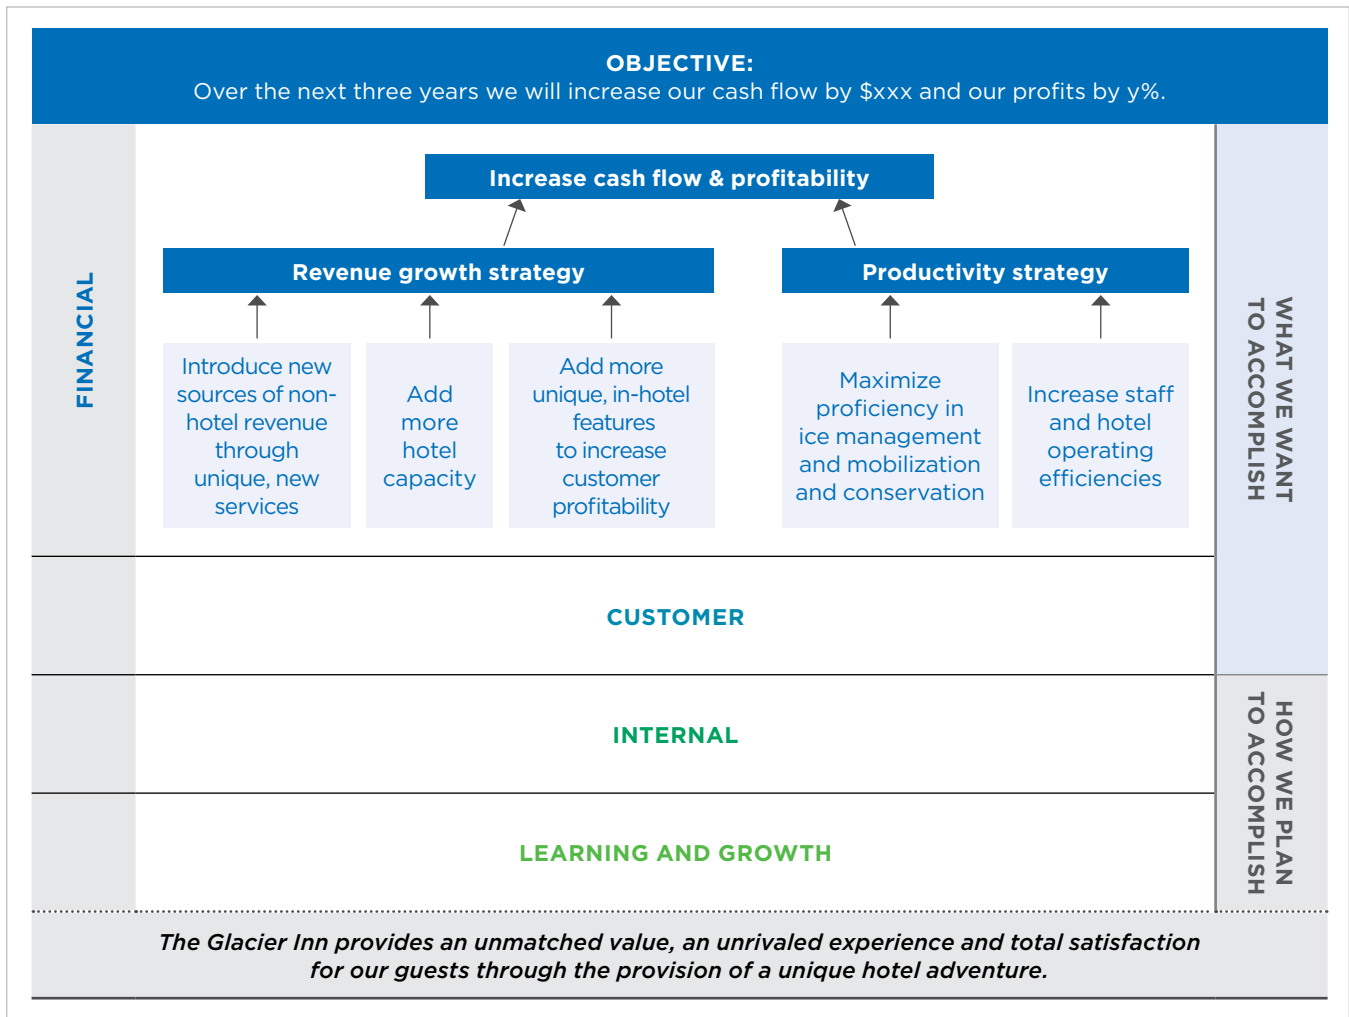 OBJECTIVE:
Over the next three years we will increase our cash flow by $xxx and our profits by y%.
Increase cash flow & profitability
Revenue growth strategy
Productivity strategy
FINANCIAL
Introduce new
sources of non-
hotel revenue
through
unique, new
services
Add
more
hotel
capacity
Add more
unique, in-hotel
features
to increase
customer
profitability
Maximize
proficiency in
ice management
and mobilization
and conservation
Increase staff
and hotel
operating
efficiencies
WHAT WE WANT
TO ACCOMPLISH
CUSTOMER
INTERNAL
LEARNING AND GROWTH
HOW WE PLAN
TO ACCOMPLISH
The Glacier Inn provides an unmatched value, an unrivaled experience and total satisfaction
for our guests through the provision of a unique hotel adventure.